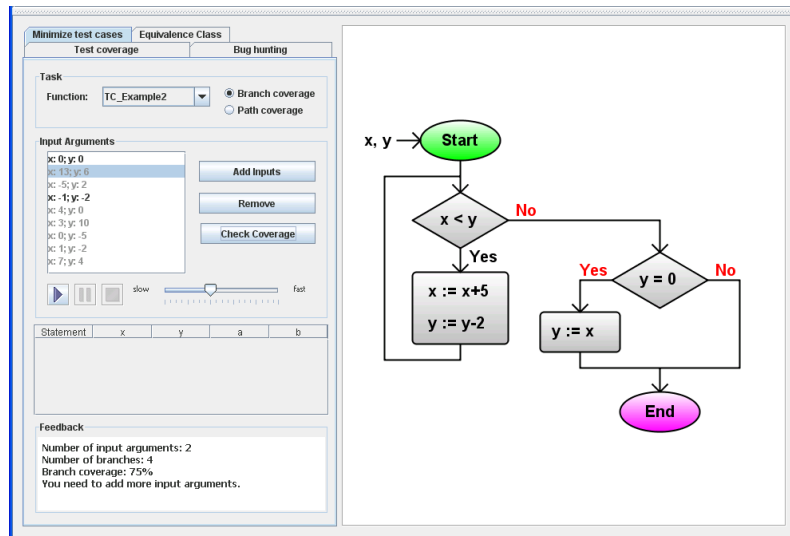 Minimize test cases Equivalence Class
Test coverage Bug hunting
Task
Function: TC_Example2 Branch coverage
Path coverage
Input Arguments
x: 0; y: 0
x: 13; y: 6
x: -5; y: 2
x: -1; y: -2
x: 4; y: 0
x: 3; y: 10
x: 0; y: -5
x: 1; y: -2
x: 7; y: 4
Add Inputs
Remove
Check Coverage
slow fast
Statement x y a b
Feedback
Number of input arguments: 2
Number of branches: 4
Branch coverage: 75%
You need to add more input arguments.
x, y Start
x < y No
Yes
x := x+5
y := y-2
Yes y = 0 No
y := x
End